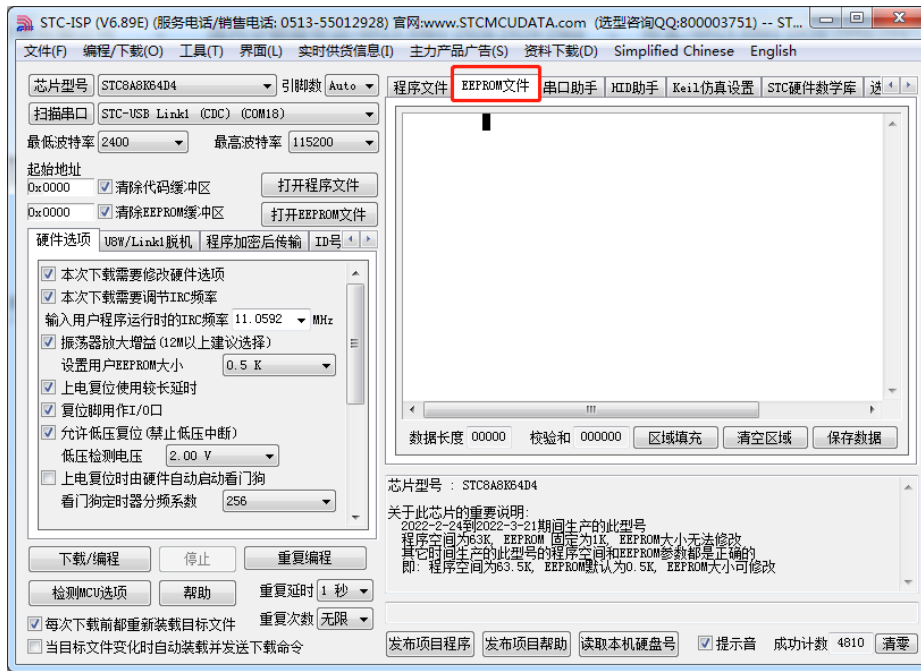 STC-ISP (V6.89E) (服务电话/销售电话: 0513-55012928) 官网:www.STCMCUDATA.com (选型咨询QQ:800003751) -- ST...
文件(F) 编程/下载(O) 工具(T) 界面(L) 实时供货信息(I) 主力产品广告(S) 资料下载(D) Simplified Chinese English
芯片型号 STC8A8K64D4 引脚数 Auto
扫描串口 STC-USB Link1 (CDC) (COM18)
最低波特率 2400 最高波特率 115200
起始地址
0x0000 清除代码缓冲区 打开程序文件
0x0000 清除EEPROM缓冲区 打开EEPROM文件
硬件选项 U8W/Link1脱机 程序加密后传输 ID号
本次下载需要修改硬件选项
本次下载需要调节IRC频率
输入用户程序运行时的IRC频率 11.0592 MHz
振荡器放大增益(12M以上建议选择)
设置用户EEPROM大小 0.5 K
上电复位使用较长延时
复位脚用作I/O口
允许低压复位(禁止低压中断)
低压检测电压 2.00 V
上电复位时由硬件自动启动看门狗
看门狗定时器分频系数 256
下载/编程 停止 重复编程
检测MCU选项 帮助 重复延时 1 秒
每次下载前都重新装载目标文件 重复次数 无限
当目标文件变化时自动装载并发送下载命令
程序文件 EEPROM文件 串口助手 HID助手 Keil仿真设置 STC硬件数学库 选
数据长度 00000 校验和 000000 区域填充 清空区域 保存数据
芯片型号 : STC8A8K64D4
关于此芯片的重要说明:
2022-2-24到2022-3-21期间生产的此型号
程序空间为63K, EEPROM 固定为1K, EEPROM大小无法修改
其它时间生产的此型号的程序空间和EEPROM参数都是正确的
即: 程序空间为63.5K, EEPROM默认为0.5K, EEPROM大小可修改
发布项目程序 发布项目帮助 读取本机硬盘号 提示音 成功计数 4810 清零